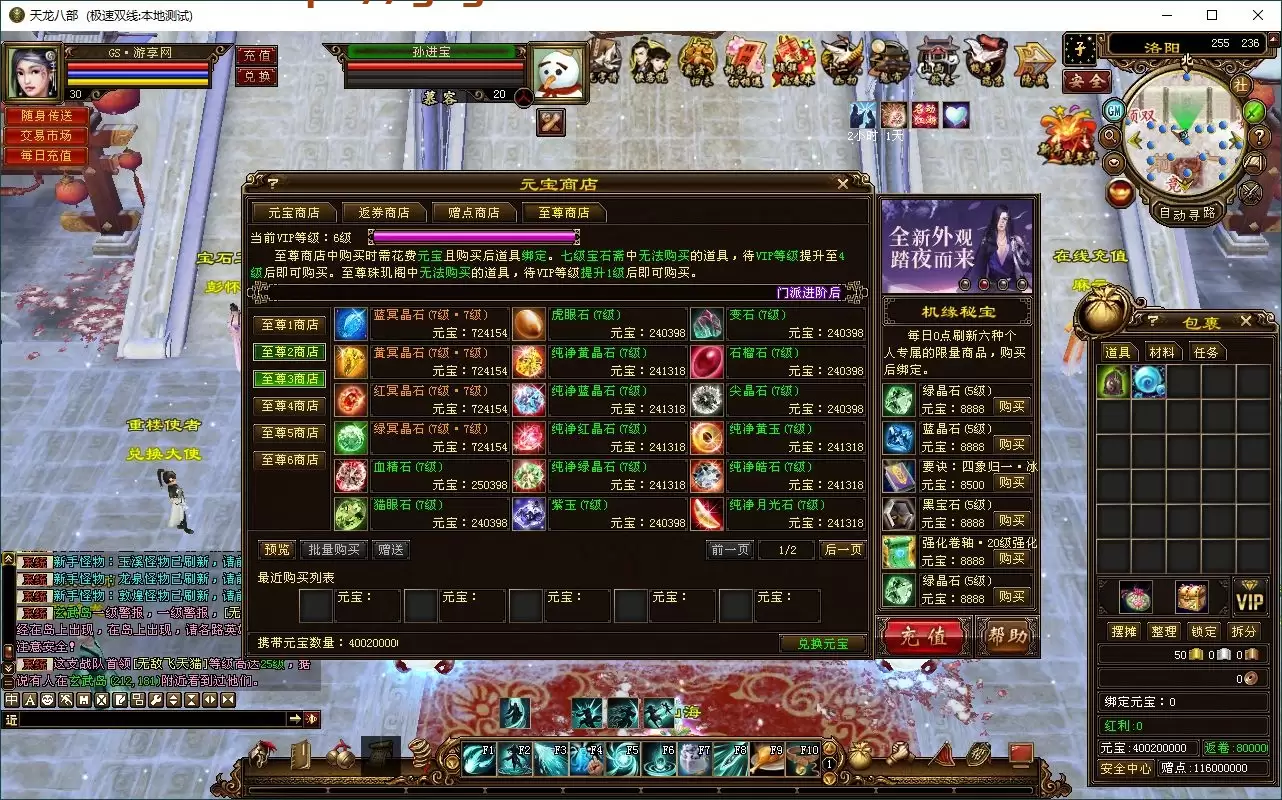 天龙八部 (极速双线:本地测试)
GS·游享网
30
充值
兑换
孙进宝
慕容
20
随身传送
交易市场
每日充值
2小时 1天
洛阳
255 236
北
安全
社
GM
自动寻路
在线充值
重楼使者
兑换大使
元宝商店
元宝商店 返券商店 赠点商店 至尊商店
当前VIP等级：6级
至尊商店中购买时需花费元宝且购买后道具绑定。七级宝石斋中无法购买的道具，待VIP等级提升至4
级后即可购买。至尊珠玑阁中无法购买的道具，待VIP等级提升1级后即可购买。
门派进阶后
至尊1商店
至尊2商店
至尊3商店
至尊4商店
至尊5商店
至尊6商店
蓝冥晶石(7级·7级)
元宝：724154
虎眼石(7级)
元宝：240398
变石(7级)
元宝：240398
黄冥晶石(7级·7级)
元宝：724154
纯净黄晶石(7级)
元宝：241318
石榴石(7级)
元宝：240398
红冥晶石(7级·7级)
元宝：724154
纯净蓝晶石(7级)
元宝：241318
尖晶石(7级)
元宝：240398
绿冥晶石(7级·7级)
元宝：724154
纯净红晶石(7级)
元宝：241318
纯净黄玉(7级)
元宝：241318
血精石(7级)
元宝：250398
纯净绿晶石(7级)
元宝：241318
纯净皓石(7级)
元宝：241318
猫眼石(7级)
元宝：240398
紫玉(7级)
元宝：240398
纯净月光石(7级)
元宝：241318
预览 批量购买 赠送 前一页 1/2 后一页
最近购买列表
元宝： 元宝： 元宝： 元宝： 元宝：
携带元宝数量：40020000
兑换元宝
全新外观
踏夜而来
机缘秘宝
每日0点刷新六种个
人专属的限量商品，购买
后绑定。
绿晶石(5级)
元宝：8888 购买
蓝晶石(5级)
元宝：8888 购买
要诀：四象归一·冰
元宝：8500 购买
黑宝石(5级)
元宝：8888 购买
强化卷轴·20级强化
元宝：8888 购买
绿晶石(5级)
元宝：8888 购买
充值 帮助
包裹
道具 材料 任务
VIP
摆摊 整理 锁定 拆分
50 0 0
0
绑定元宝：0
红利:0
元宝:400200000 返卷:80000
安全中心 赠点:116000000
系统 新手怪物：玉溪怪物已刷新，请前
系统 新手怪物：龙泉怪物已刷新，请前
系统 新手怪物：敦煌怪物已刷新，请前
系统 玄武岛一级警报，一级警报，[无
经在岛上出现，在岛上出现，请各路英
注意安全！
系统 这支战队首领[无敌飞天猫]等级高达25级，据
说有人在玄武岛(212,181)附近看到过他们。
近
F1 F2 F3 F4 F5 F6 F7 F8 F9 F10
1